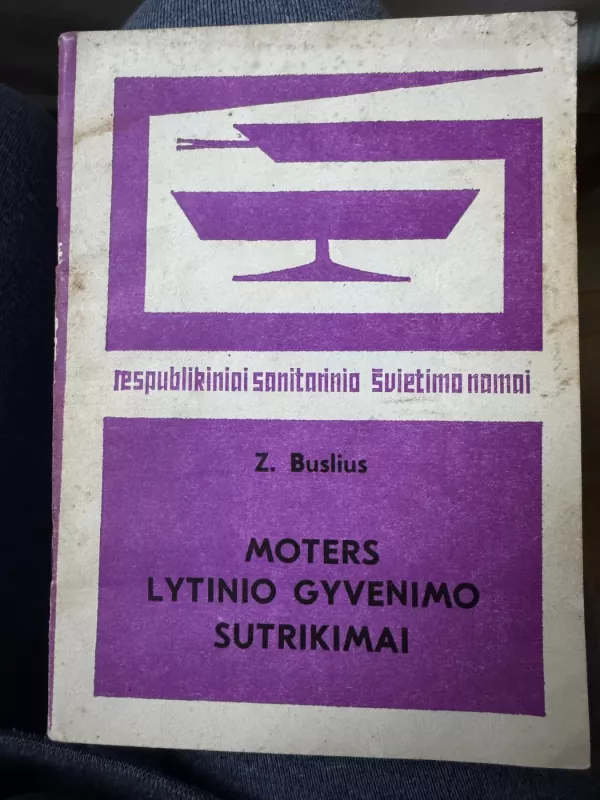 respublikiniai sanitarinio švietimo namai
Z. Buslius
MOTERS
LYTINIO GYVENIMO
SUTRIKIMAI